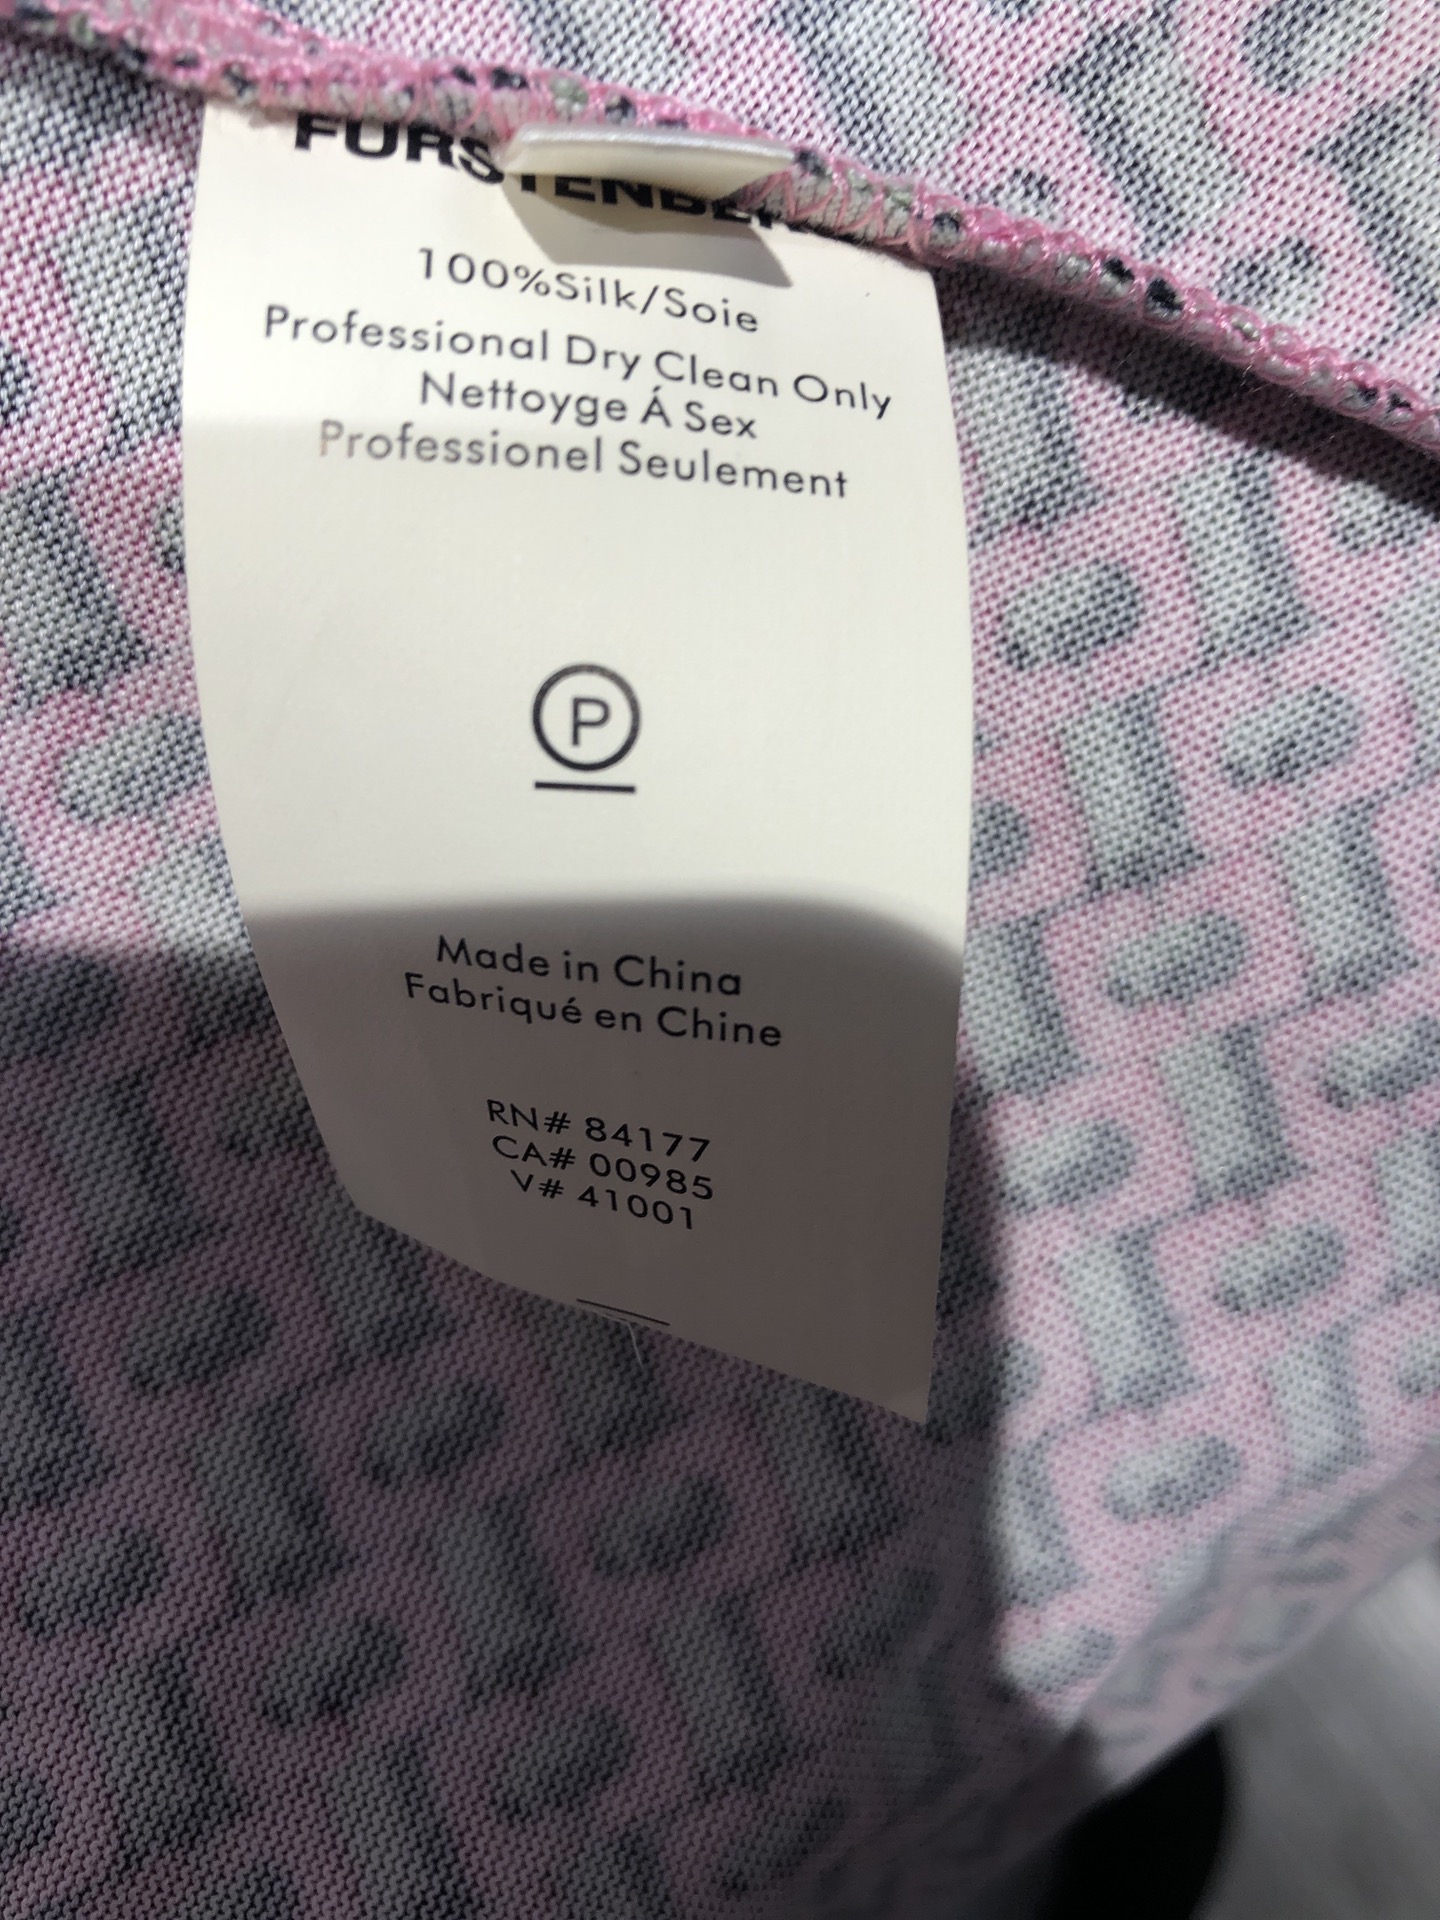 FURSTENBERG
100%Silk/Soie
Professional Dry Clean Only
Nettoyge Á Sex
Professionel Seulement
P
Made in China
Fabriqué en Chine
RN# 84177
CA# 00985
V# 41001